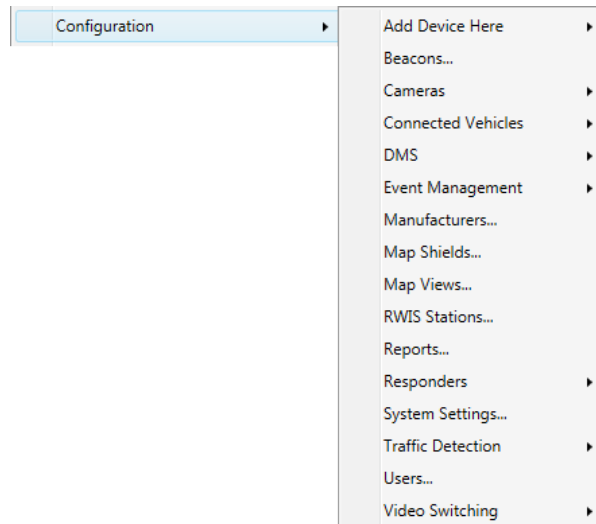 Configuration
Add Device Here
Beacons...
Cameras
Connected Vehicles
DMS
Event Management
Manufacturers...
Map Shields...
Map Views...
RWIS Stations...
Reports...
Responders
System Settings...
Traffic Detection
Users...
Video Switching